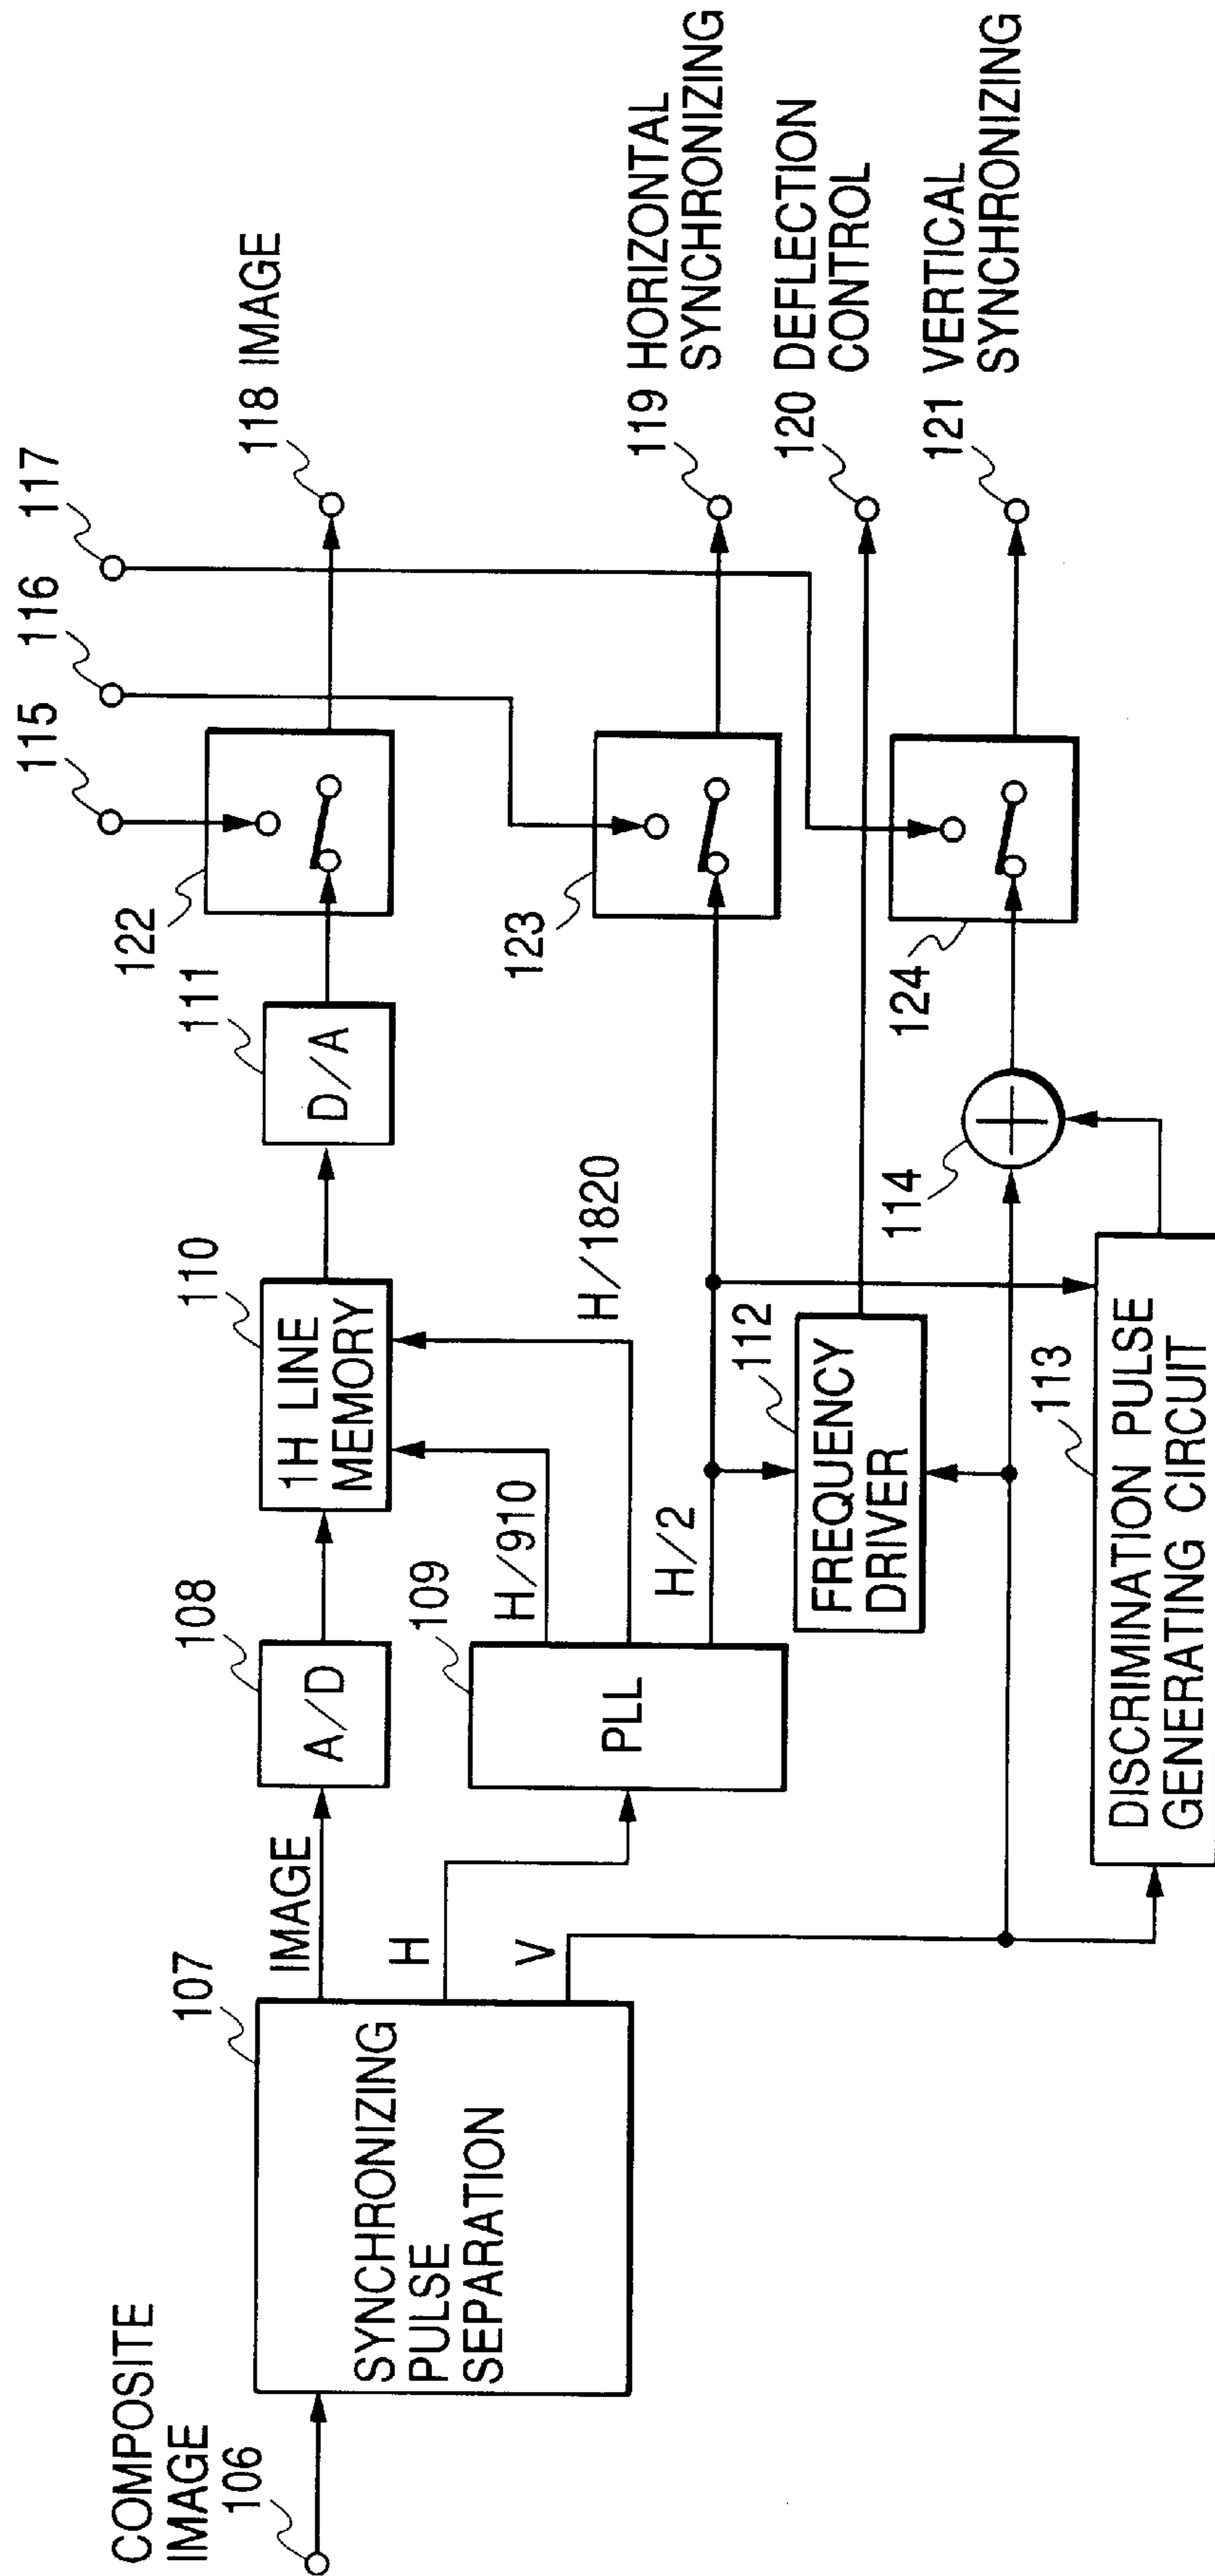 COMPOSITE
IMAGE
106
107
SYNCHRONIZING
PULSE
SEPARATION
IMAGE
H
V
108
A/D
109
PLL
H/910
H/1820
H/2
110
1H LINE
MEMORY
111
D/A
112
FREQUENCY
DRIVER
113
DISCRIMINATION PULSE
GENERATING CIRCUIT
114
122
123
124
115
116
117
118 IMAGE
119 HORIZONTAL
SYNCHRONIZING
120 DEFLECTION
CONTROL
121 VERTICAL
SYNCHRONIZING